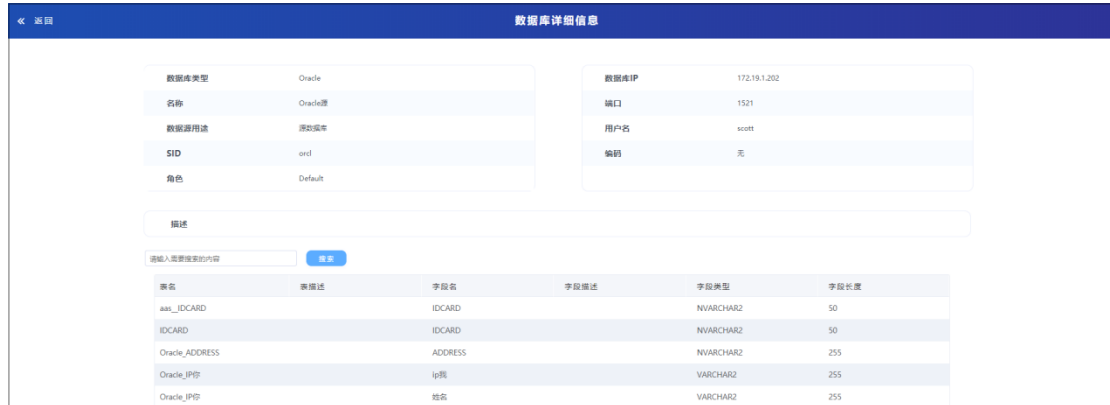 « 返回 数据库详细信息
数据库类型 Oracle 数据库IP 172.19.1.202
名称 Oracle源 端口 1521
数据源用途 源数据库 用户名 scott
SID orcl 编码 无
角色 Default
描述
请输入需要搜索的内容 搜索
表名 表描述 字段名 字段描述 字段类型 字段长度
aas__IDCARD IDCARD NVARCHAR2 50
IDCARD IDCARD NVARCHAR2 50
Oracle_ADDRESS ADDRESS NVARCHAR2 255
Oracle_IP你 ip我 VARCHAR2 255
Oracle_IP你 姓名 VARCHAR2 255